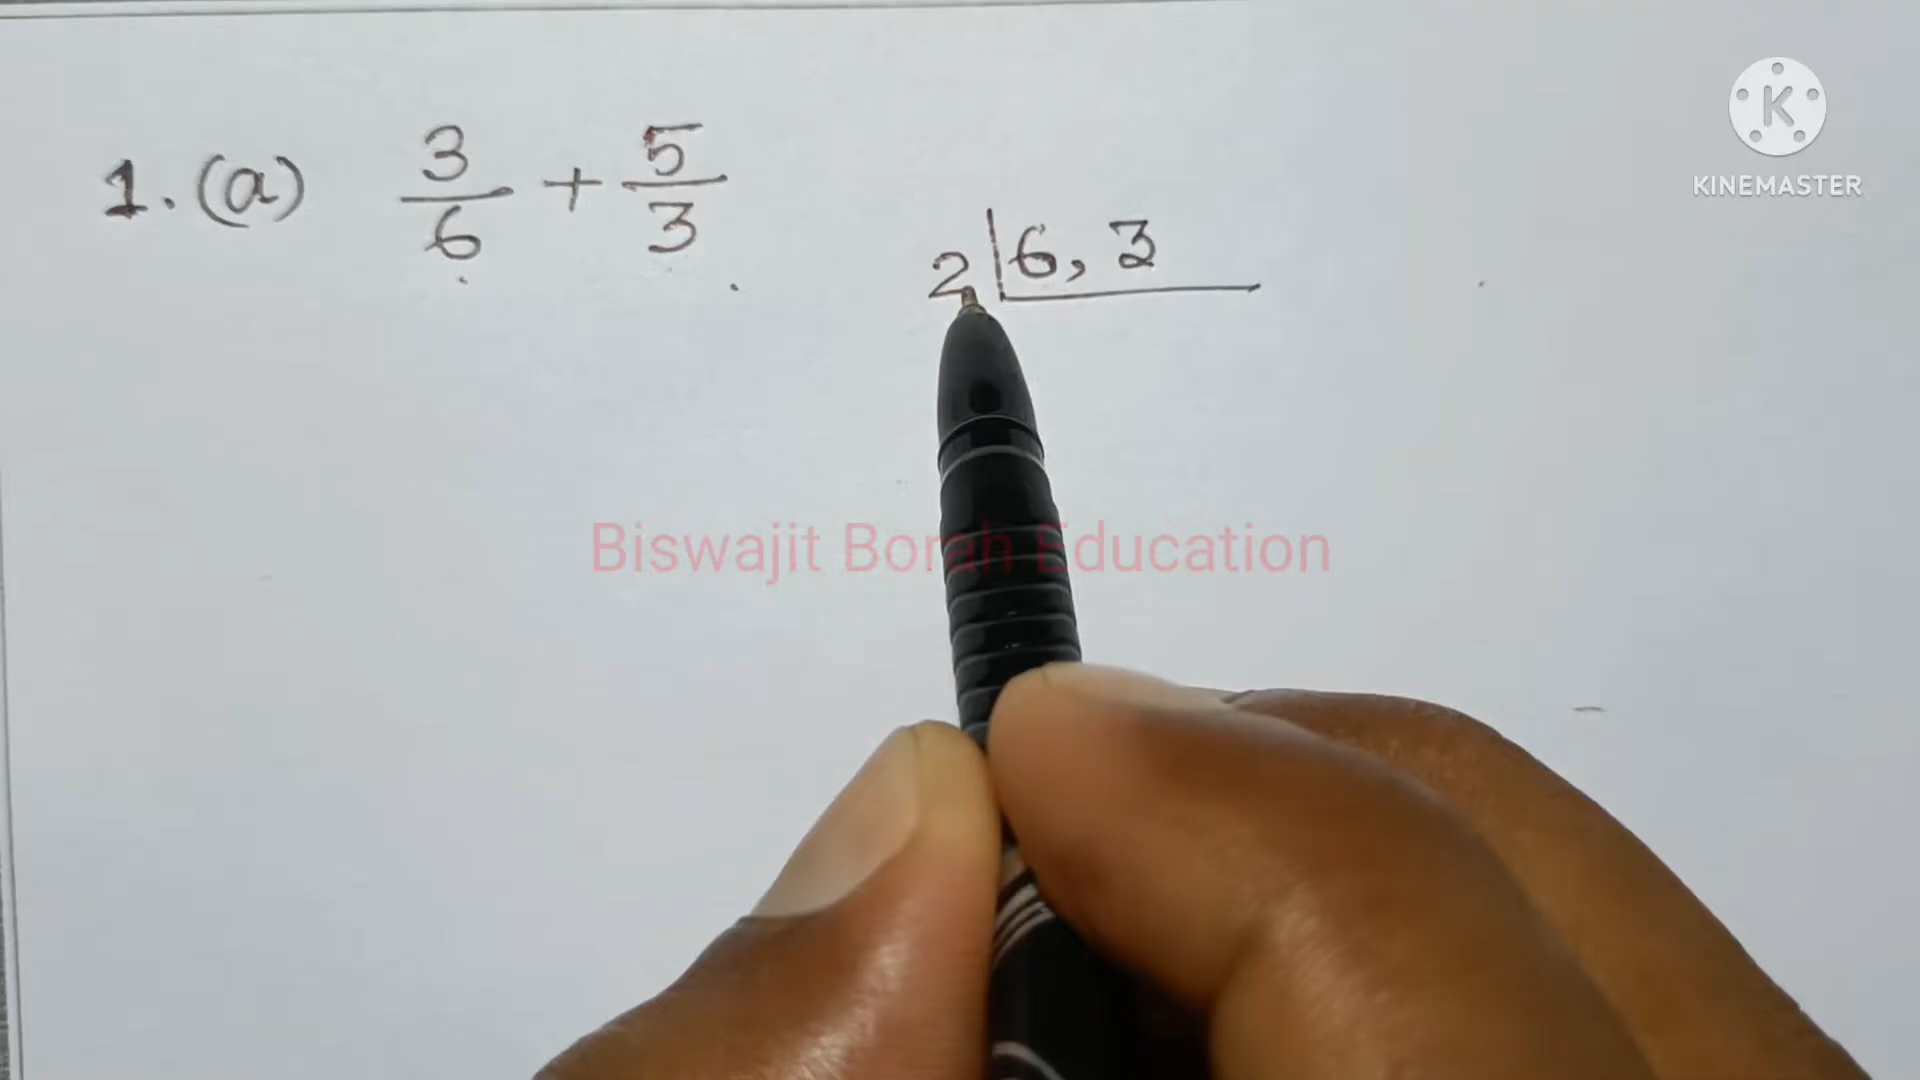 1. (a) 3/6 + 5/3
2 | 6, 3
KINEMASTER
Biswajit Borah Education